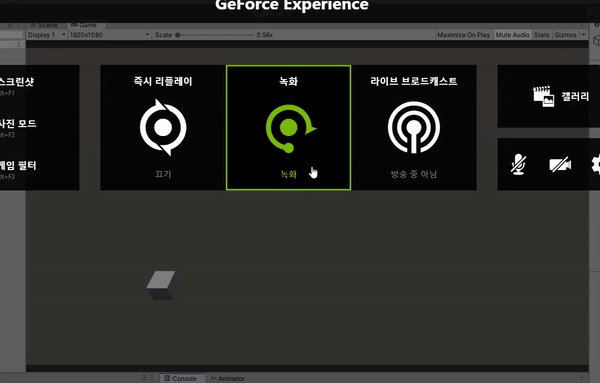 GeForce Experience
Scene Game
Display 1 1920x1080 Scale 0.56x Maximize On Play Mute Audio Stats Gizmos
스크린샷
Alt+F1
사진 모드
Alt+F2
게임 필터
Alt+F3
즉시 리플레이
끄기
녹화
녹화
라이브 브로드캐스트
방송 중 아님
갤러리
Console Animator